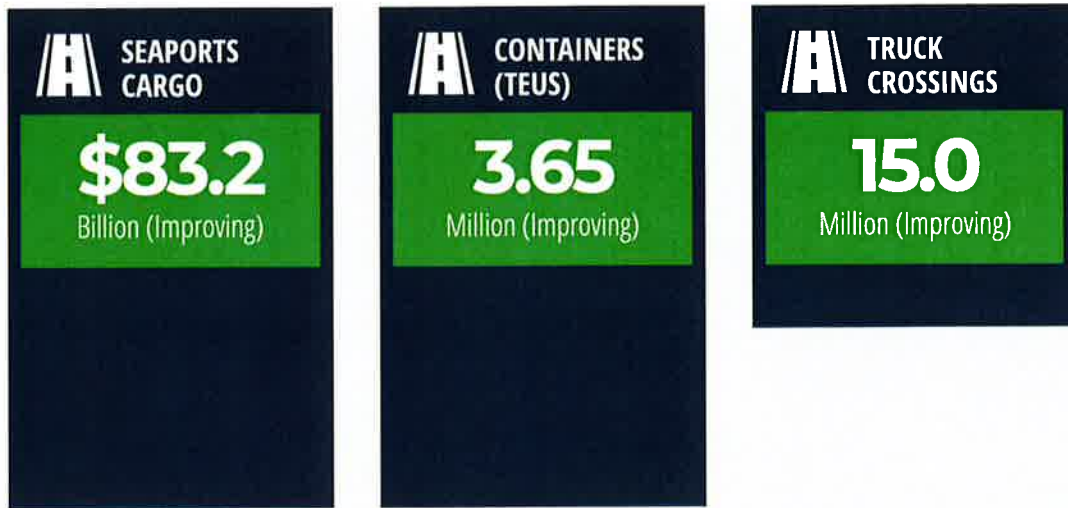 SEAPORTS
CARGO
$83.2
Billion (Improving)
CONTAINERS
(TEUS)
3.65
Million (Improving)
TRUCK
CROSSINGS
15.0
Million (Improving)